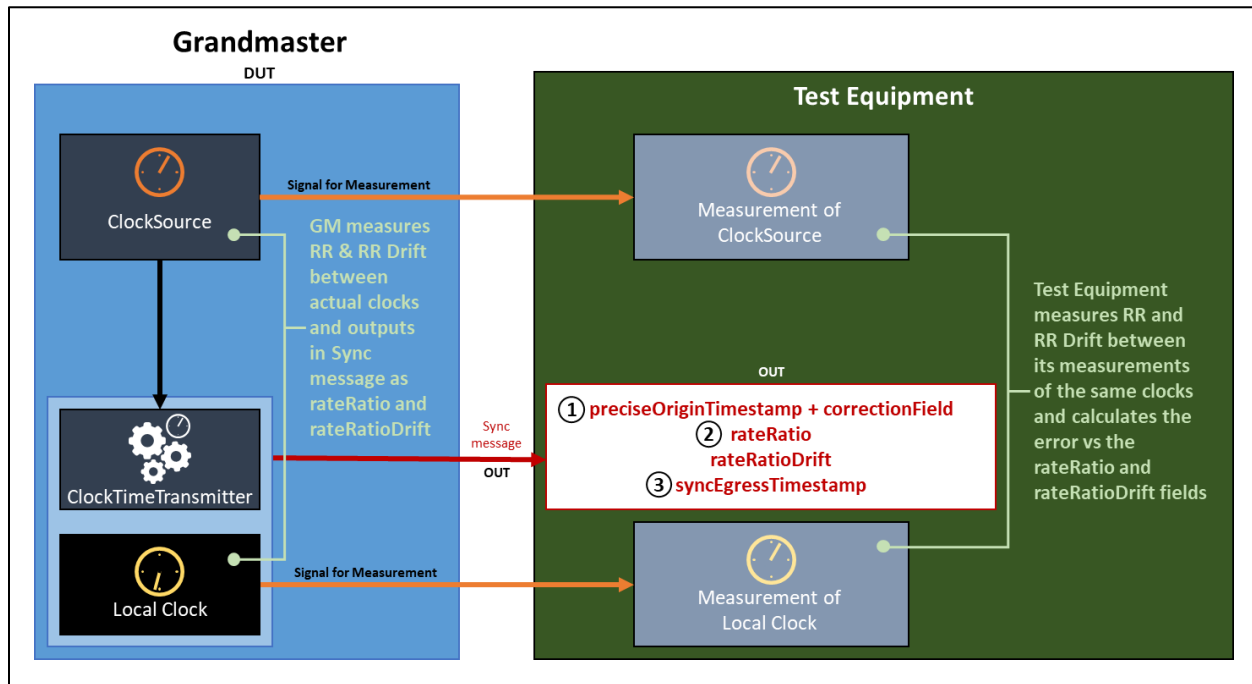 Grandmaster
DUT
ClockSource
Signal for Measurement
GM measures
RR & RR Drift
between
actual clocks
and outputs
in Sync
message as
rateRatio and
rateRatioDrift
ClockTimeTransmitter
Local Clock
Sync
message
OUT
Signal for Measurement
Test Equipment
Measurement of
ClockSource
OUT
1 preciseOriginTimestamp + correctionField
2 rateRatio
rateRatioDrift
3 syncEgressTimestamp
Measurement of
Local Clock
Test Equipment
measures RR and
RR Drift between
its measurements
of the same clocks
and calculates the
error vs the
rateRatio and
rateRatioDrift fields